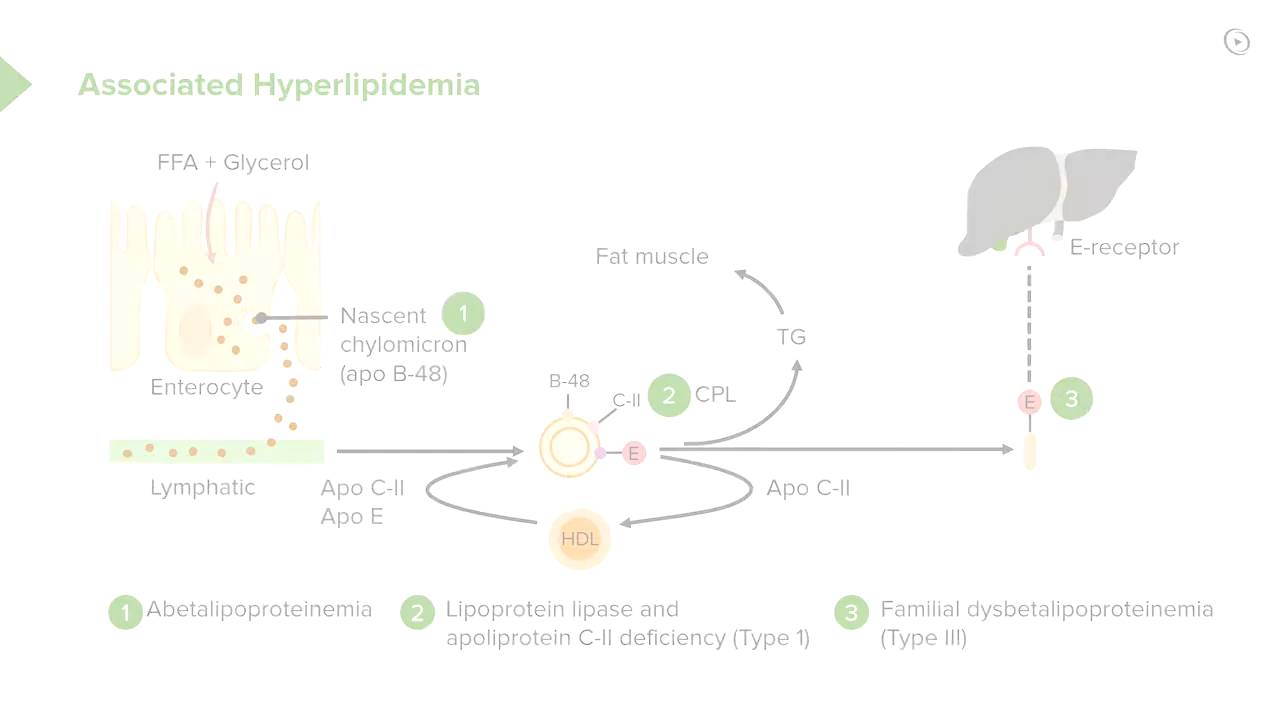 Associated Hyperlipidemia
FFA + Glycerol
Enterocyte
Nascent
chylomicron
(apo B-48)
1
Lymphatic
Apo C-II
Apo E
B-48
C-II
E
2
CPL
HDL
Fat muscle
TG
Apo C-II
E-receptor
E
3
1 Abetalipoproteinemia
2 Lipoprotein lipase and
apoliprotein C-II deficiency (Type 1)
3 Familial dysbetalipoproteinemia
(Type III)